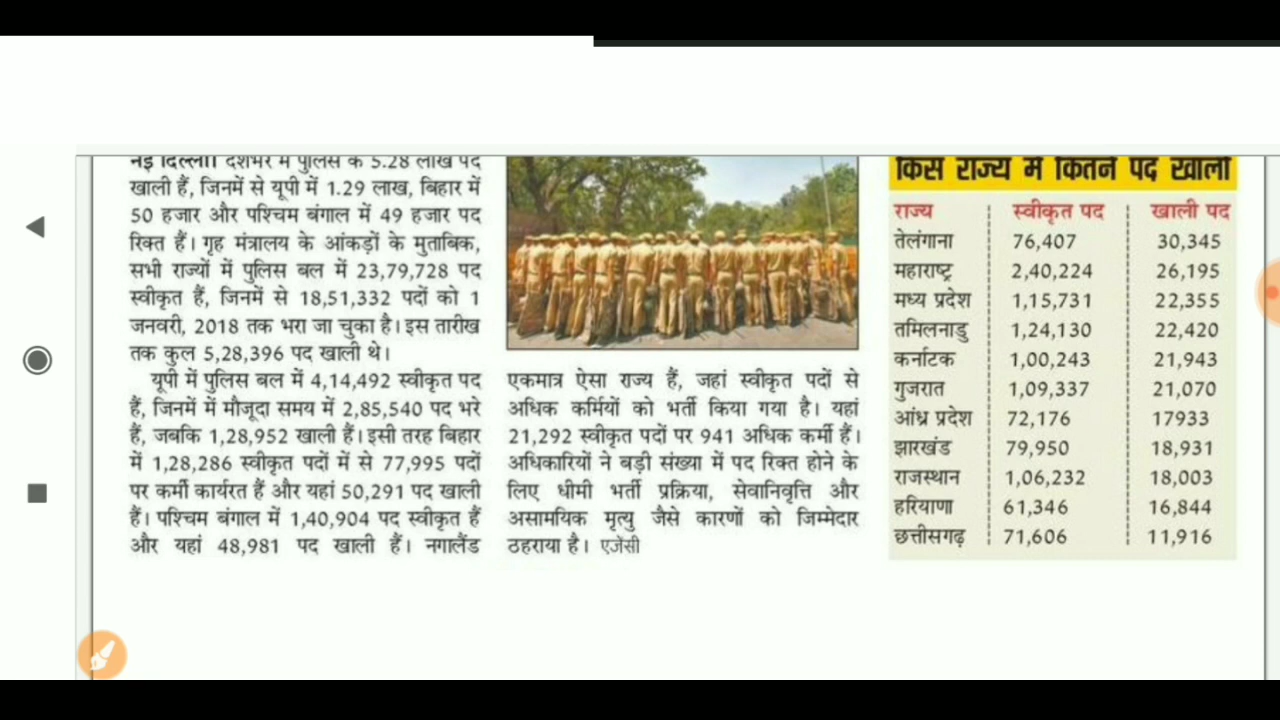 नई दिल्ली। देशभर में पुलिस के 5.28 लाख पद
खाली हैं, जिनमें से यूपी में 1.29 लाख, बिहार में
50 हजार और पश्चिम बंगाल में 49 हजार पद
रिक्त हैं। गृह मंत्रालय के आंकड़ों के मुताबिक,
सभी राज्यों में पुलिस बल में 23,79,728 पद
स्वीकृत हैं, जिनमें से 18,51,332 पदों को 1
जनवरी, 2018 तक भरा जा चुका है। इस तारीख
तक कुल 5,28,396 पद खाली थे।
यूपी में पुलिस बल में 4,14,492 स्वीकृत पद
हैं, जिनमें में मौजूदा समय में 2,85,540 पद भरे
हैं, जबकि 1,28,952 खाली हैं। इसी तरह बिहार
में 1,28,286 स्वीकृत पदों में से 77,995 पदों
पर कर्मी कार्यरत हैं और यहां 50,291 पद खाली
हैं। पश्चिम बंगाल में 1,40,904 पद स्वीकृत हैं
और यहां 48,981 पद खाली हैं। नगालैंड
एकमात्र ऐसा राज्य हैं, जहां स्वीकृत पदों से
अधिक कर्मियों को भर्ती किया गया है। यहां
21,292 स्वीकृत पदों पर 941 अधिक कर्मी हैं।
अधिकारियों ने बड़ी संख्या में पद रिक्त होने के
लिए धीमी भर्ती प्रक्रिया, सेवानिवृत्ति और
असामयिक मृत्यु जैसे कारणों को जिम्मेदार
ठहराया है। एजेंसी
किस राज्य में कितने पद खाली
राज्य स्वीकृत पद खाली पद
तेलंगाना 76,407 30,345
महाराष्ट्र 2,40,224 26,195
मध्य प्रदेश 1,15,731 22,355
तमिलनाडु 1,24,130 22,420
कर्नाटक 1,00,243 21,943
गुजरात 1,09,337 21,070
आंध्र प्रदेश 72,176 17933
झारखंड 79,950 18,931
राजस्थान 1,06,232 18,003
हरियाणा 61,346 16,844
छत्तीसगढ़ 71,606 11,916